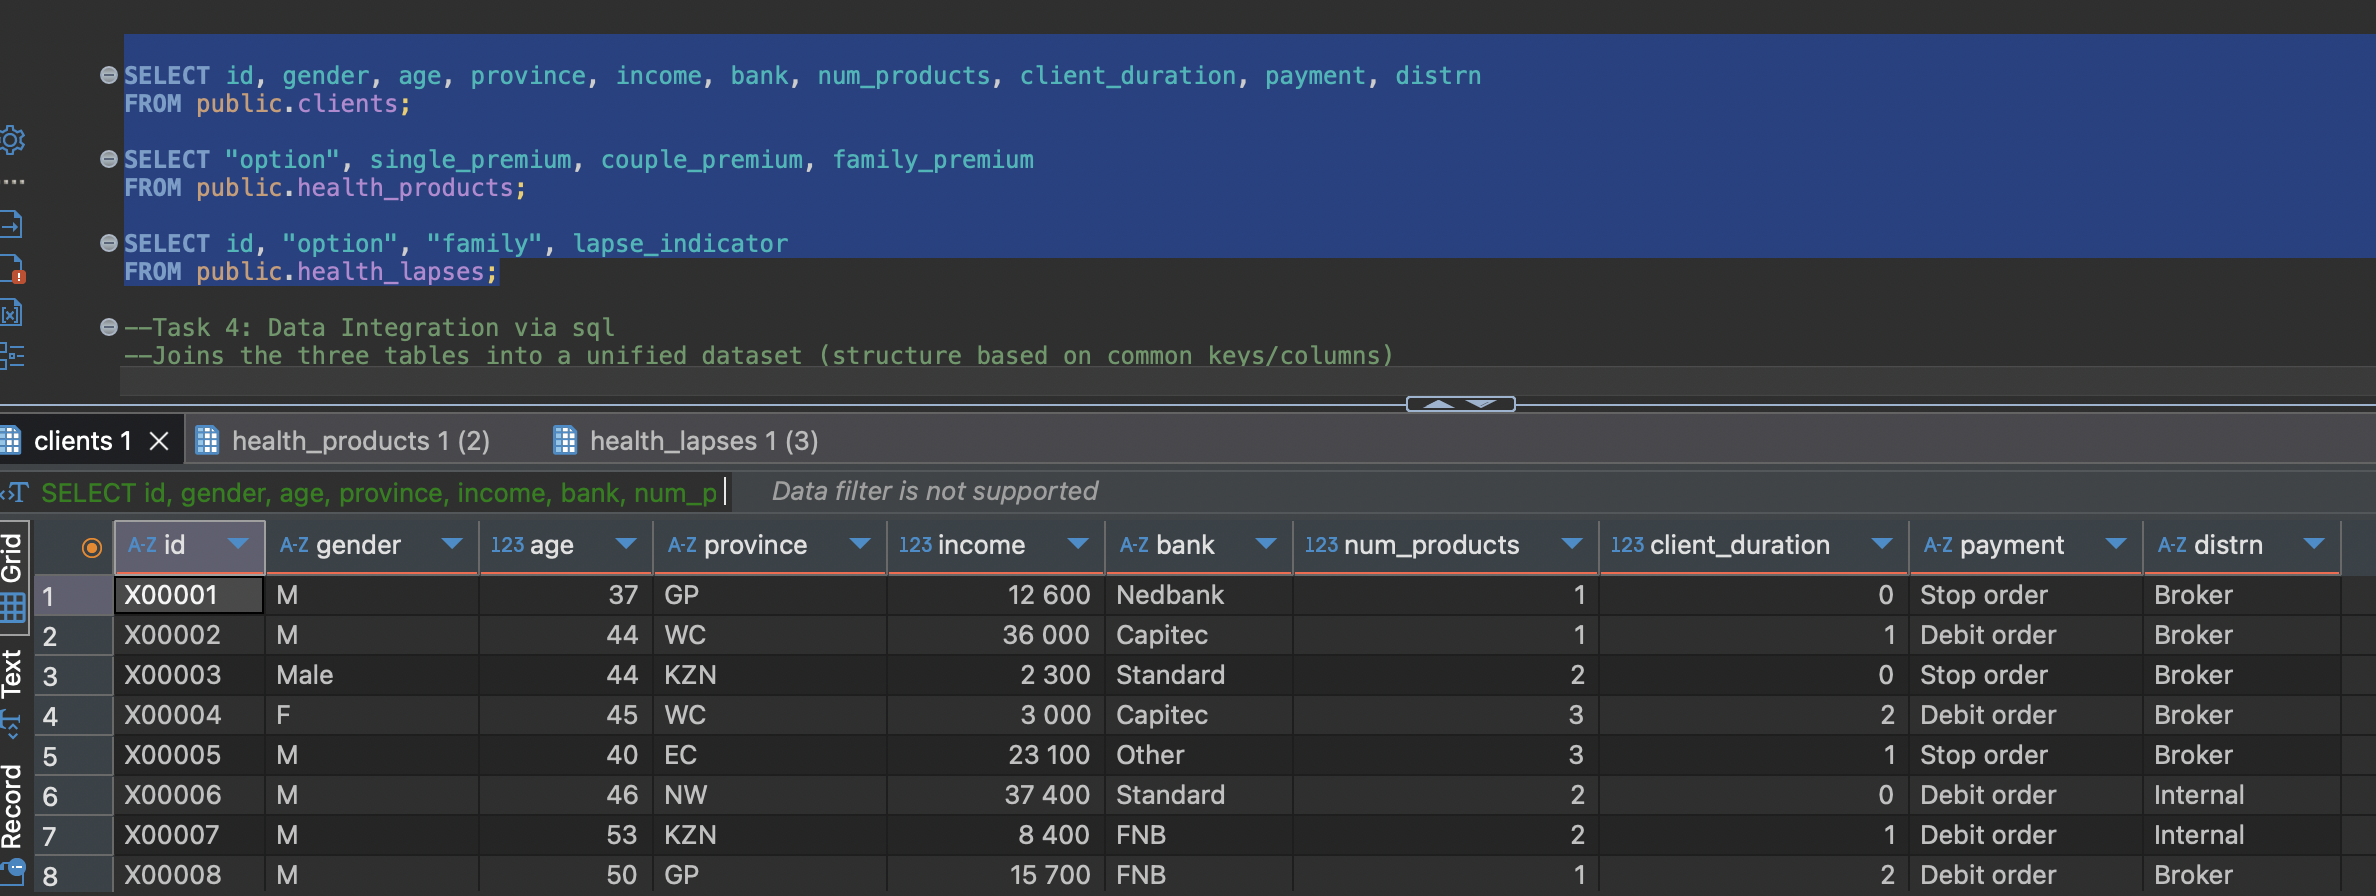 SELECT id, gender, age, province, income, bank, num_products, client_duration, payment, distrn
FROM public.clients;
SELECT "option", single_premium, couple_premium, family_premium
FROM public.health_products;
SELECT id, "option", "family", lapse_indicator
FROM public.health_lapses;
--Task 4: Data Integration via sql
--Joins the three tables into a unified dataset (structure based on common keys/columns)
clients 1 health_products 1 (2) health_lapses 1 (3)
SELECT id, gender, age, province, income, bank, num_p Data filter is not supported
Grid
Text
Record
A-Z id A-Z gender 123 age A-Z province 123 income A-Z bank 123 num_products 123 client_duration A-Z payment A-Z distrn
1 X00001 M 37 GP 12 600 Nedbank 1 0 Stop order Broker
2 X00002 M 44 WC 36 000 Capitec 1 1 Debit order Broker
3 X00003 Male 44 KZN 2 300 Standard 2 0 Stop order Broker
4 X00004 F 45 WC 3 000 Capitec 3 2 Debit order Broker
5 X00005 M 40 EC 23 100 Other 3 1 Stop order Broker
6 X00006 M 46 NW 37 400 Standard 2 0 Debit order Internal
7 X00007 M 53 KZN 8 400 FNB 2 1 Debit order Internal
8 X00008 M 50 GP 15 700 FNB 1 2 Debit order Broker